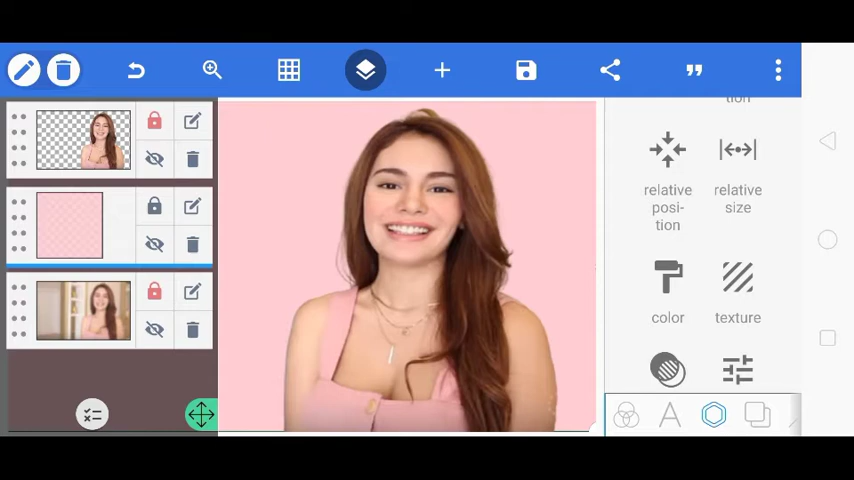 tion
relative
posi-
tion
relative
size
color
texture
A